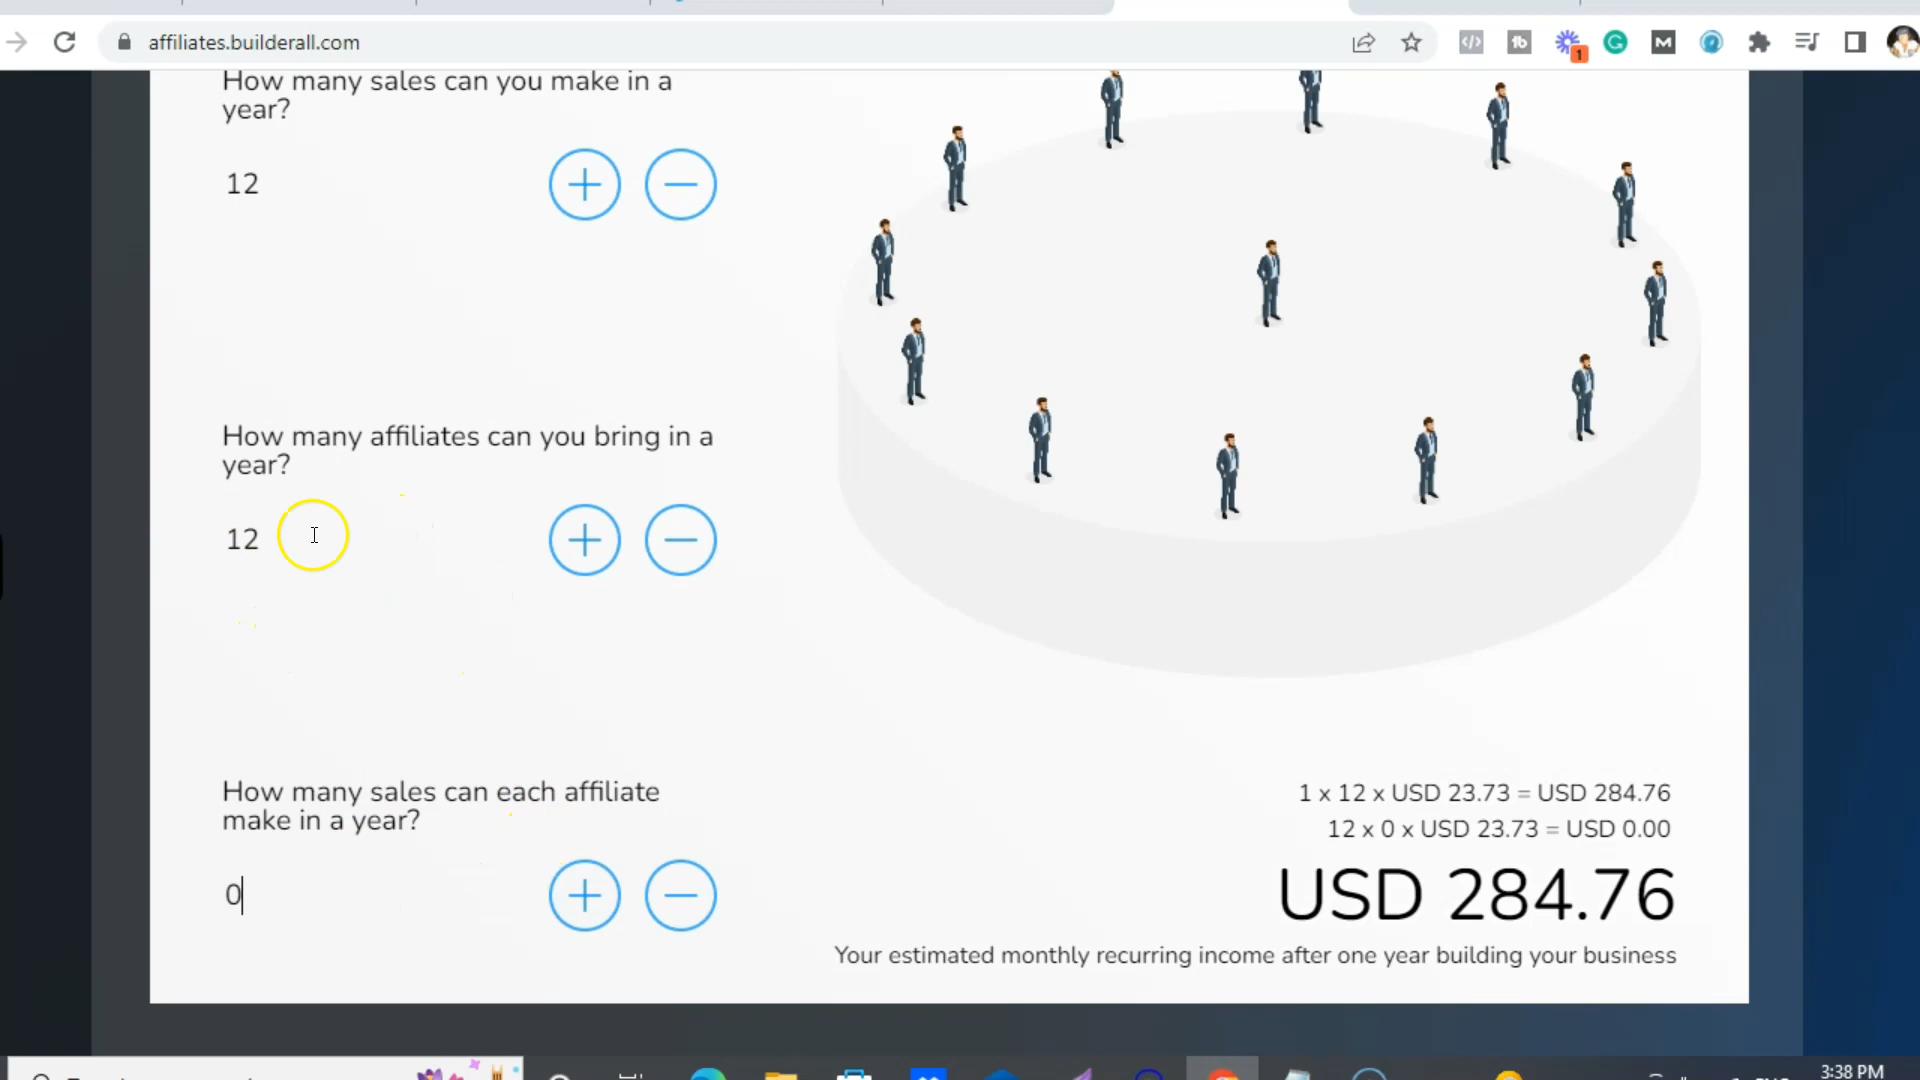 affiliates.builderall.com
1
How many sales can you make in a
year?
12
How many affiliates can you bring in a
year?
12
How many sales can each affiliate
make in a year?
0
1 x 12 x USD 23.73 = USD 284.76
12 x 0 x USD 23.73 = USD 0.00
USD 284.76
Your estimated monthly recurring income after one year building your business
3:38 PM